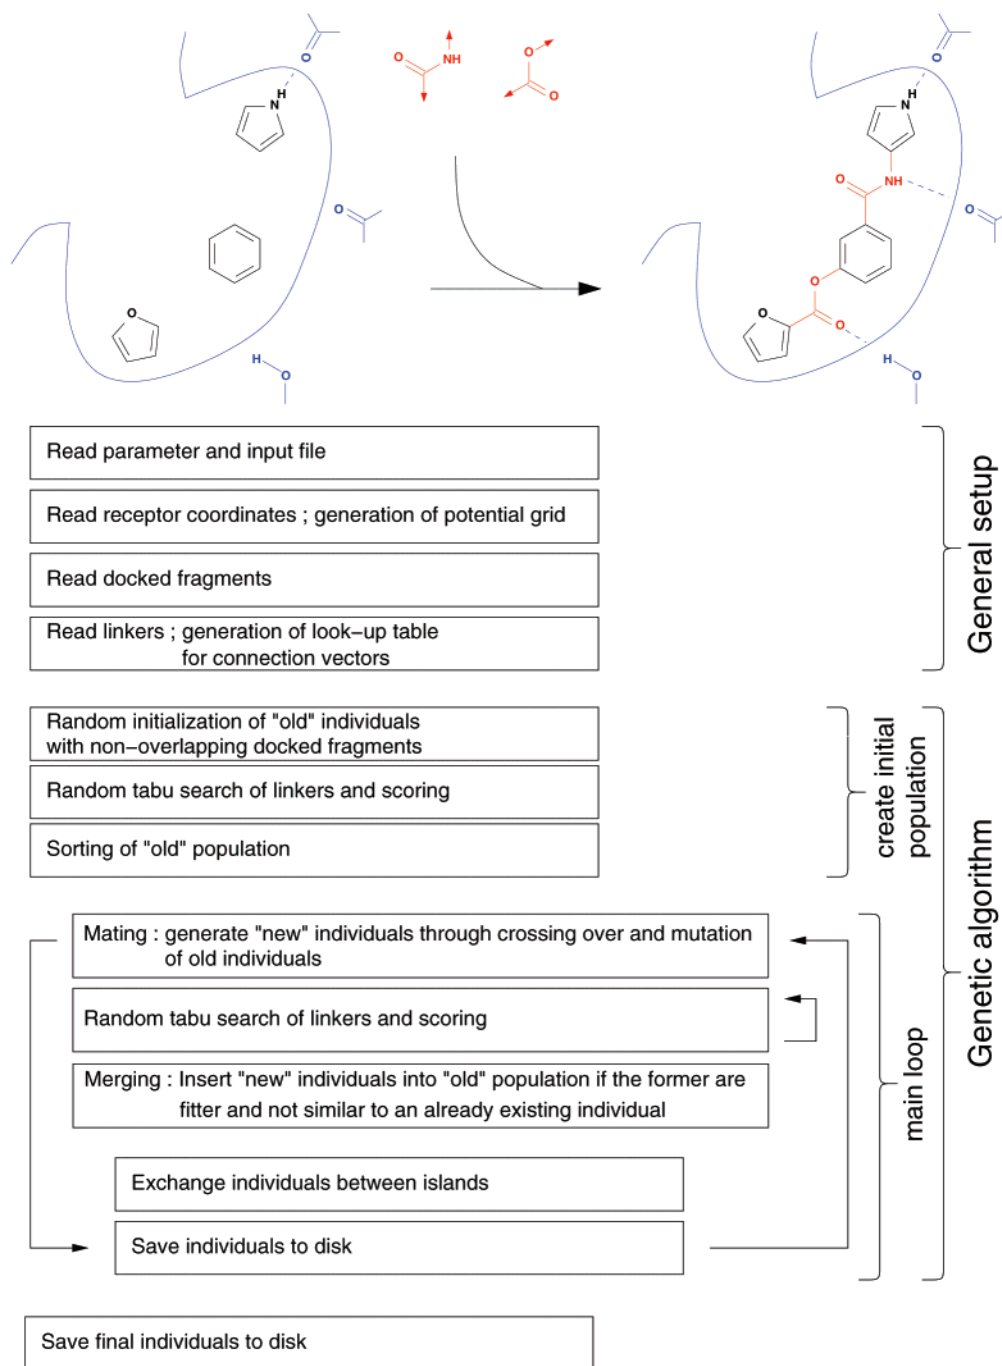 O
H
N
O
NH
O
O
O
O
H
O
O
H
N
O
NH
O
O
O
O
H
O
Read parameter and input file
Read receptor coordinates ; generation of potential grid
Read docked fragments
Read linkers ; generation of look-up table
for connection vectors
General setup
Random initialization of "old" individuals
with non-overlapping docked fragments
Random tabu search of linkers and scoring
Sorting of "old" population
create initial
population
Mating : generate "new" individuals through crossing over and mutation
of old individuals
Random tabu search of linkers and scoring
Merging : Insert "new" individuals into "old" population if the former are
fitter and not similar to an already existing individual
Exchange individuals between islands
Save individuals to disk
main loop
Genetic algorithm
Save final individuals to disk